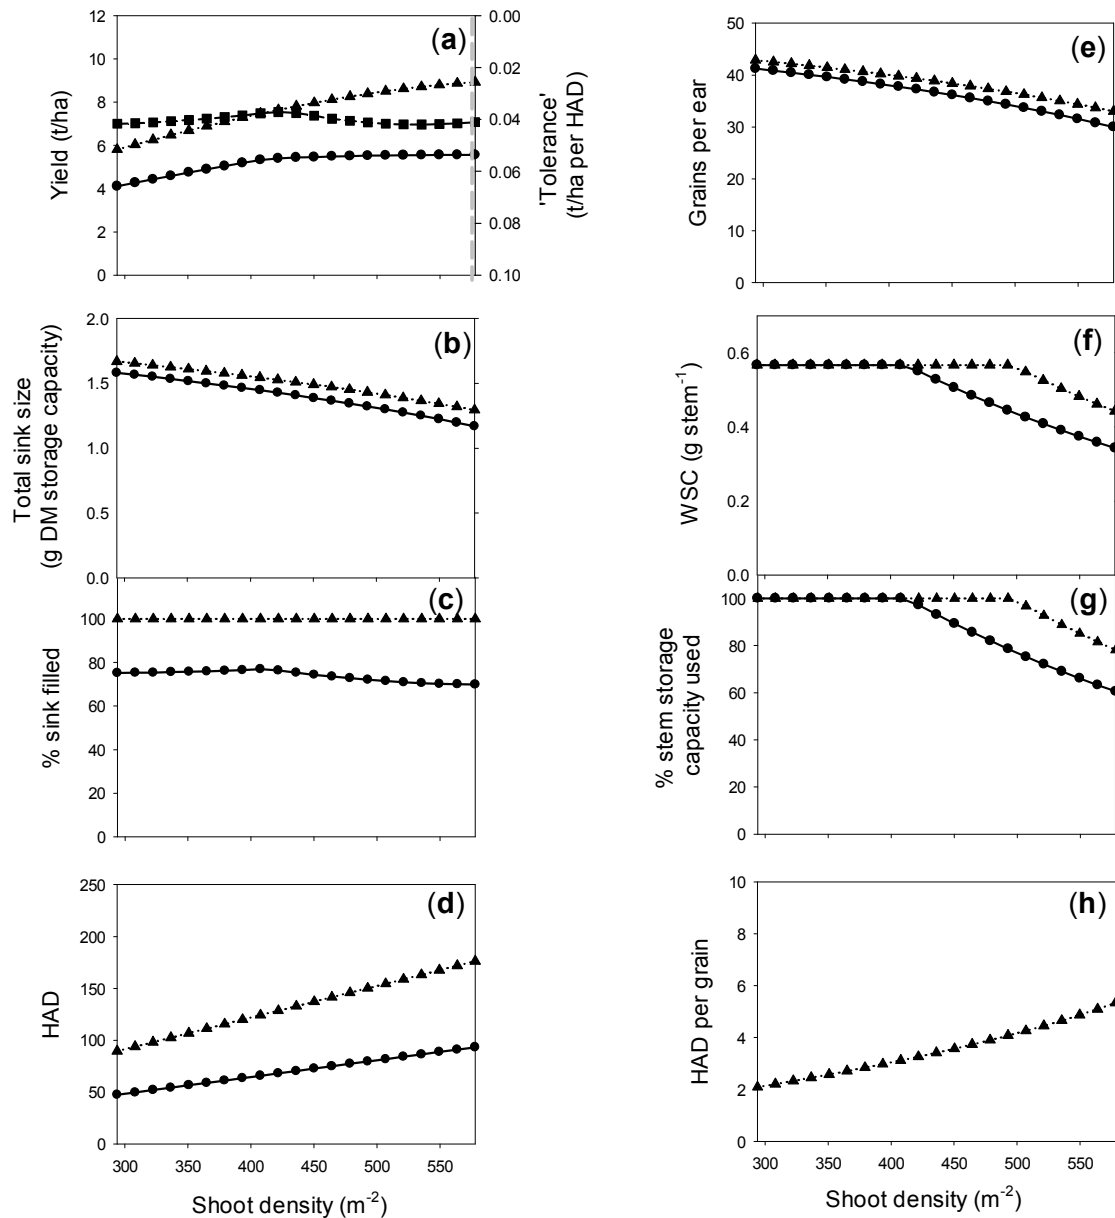 (a)
12
10
8
6
4
2
0
Yield (t/ha)
0.00
0.02
0.04
0.06
0.08
0.10
'Tolerance'
(t/ha per HAD)
(b)
2.0
1.5
1.0
0.5
0.0
Total sink size
(g DM storage capacity)
(c)
100
80
60
40
20
0
% sink filled
(d)
250
200
150
100
50
0
HAD
300 350 400 450 500 550
Shoot density (m⁻²)
(e)
50
40
30
20
10
0
Grains per ear
(f)
0.6
0.4
0.2
0.0
WSC (g stem⁻¹)
(g)
100
80
60
40
20
0
% stem storage
capacity used
(h)
10
8
6
4
2
0
HAD per grain
300 350 400 450 500 550
Shoot density (m⁻²)